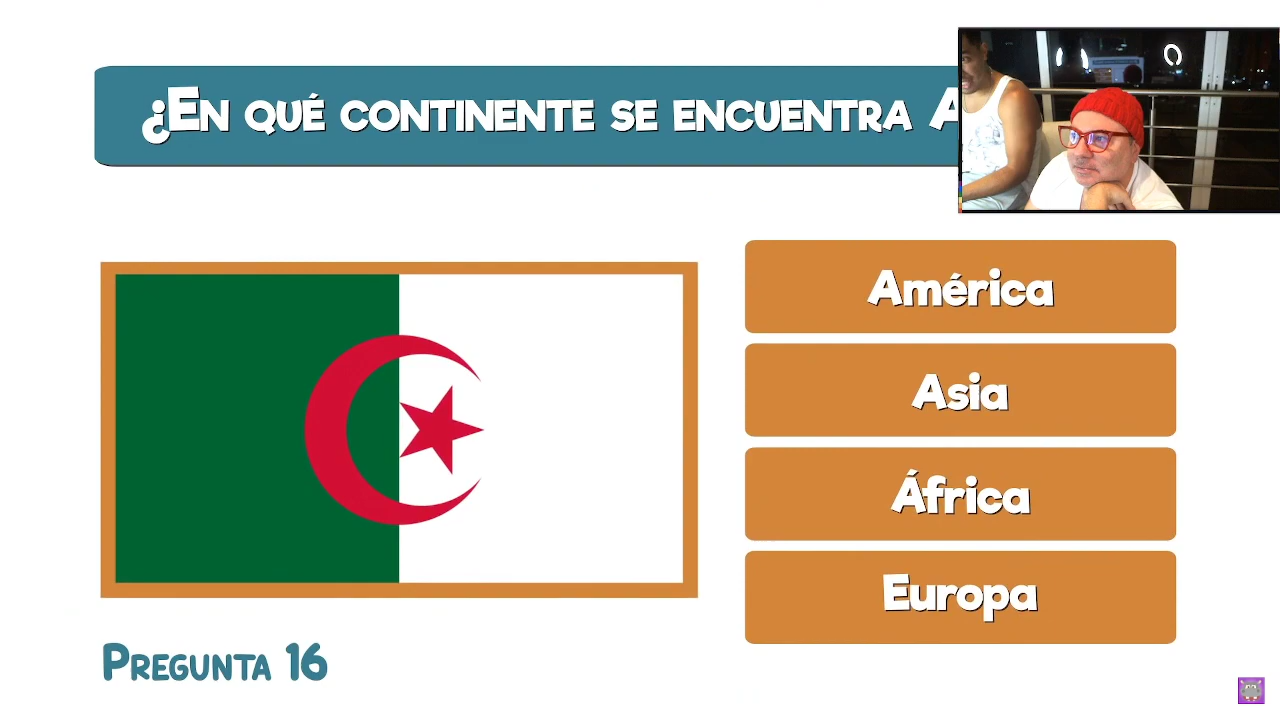 ¿En qué continente se encuentra
América
Asia
África
Europa
Pregunta 16